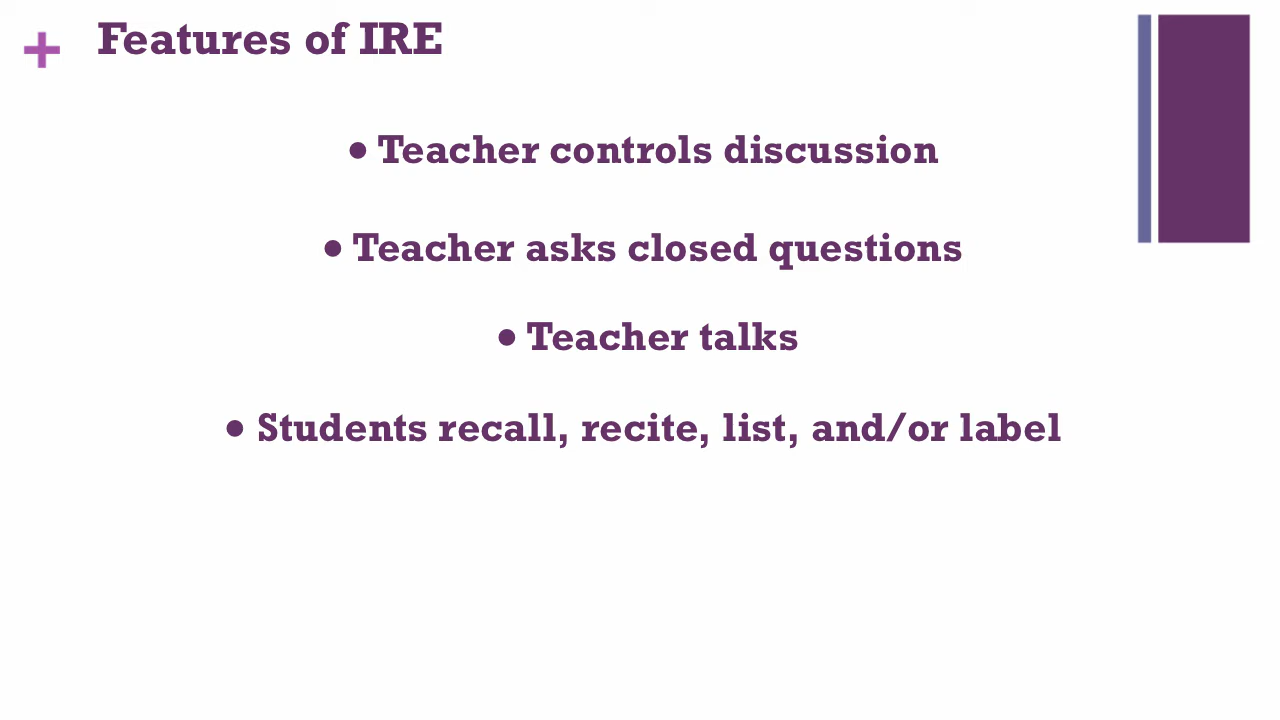 Features of IRE
• Teacher controls discussion
• Teacher asks closed questions
• Teacher talks
• Students recall, recite, list, and/or label